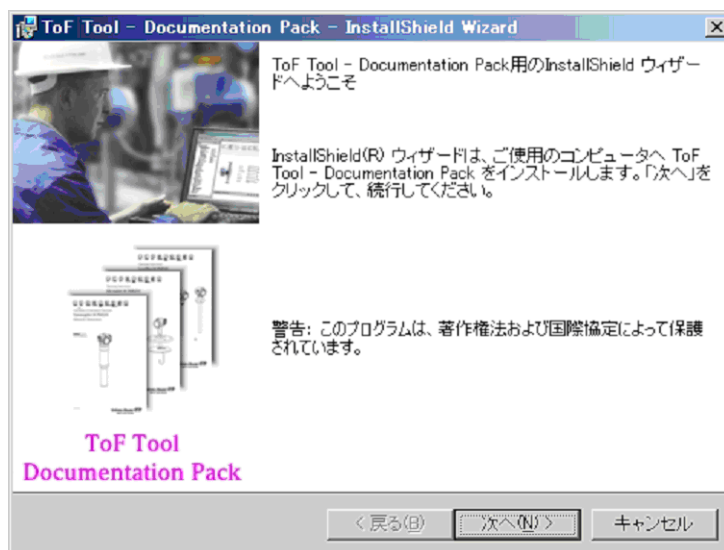 ToF Tool - Documentation Pack - InstallShield Wizard
ToF Tool - Documentation Pack用のInstallShield ウィザー
ドへようこそ
InstallShield(R) ウィザードは、ご使用のコンピュータへ ToF
Tool - Documentation Pack をインストールします。「次へ」を
クリックして、続行してください。
警告: このプログラムは、著作権法および国際協定によって保護
されています。
ToF Tool
Documentation Pack
< 戻る(B)
次へ(N) >
キャンセル